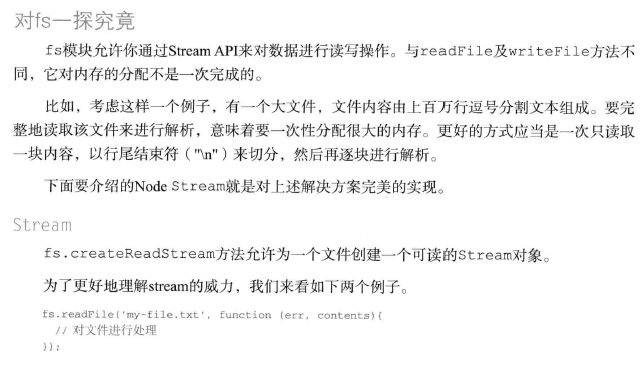 对fs一探究竟
fs模块允许你通过Stream API来对数据进行读写操作。与readFile及writeFile方法不
同，它对内存的分配不是一次完成的。
比如，考虑这样一个例子，有一个大文件，文件内容由上百万行逗号分割文本组成。要完
整地读取该文件来进行解析，意味着要一次性分配很大的内存。更好的方式应当是一次只读取
一块内容，以行尾结束符（"\n"）来切分，然后再逐块进行解析。
下面要介绍的Node Stream就是对上述解决方案完美的实现。
Stream
fs.createReadStream方法允许为一个文件创建一个可读的Stream对象。
为了更好地理解stream的威力，我们来看如下两个例子。
fs.readFile('my-file.txt', function (err, contents){
// 对文件进行处理
});